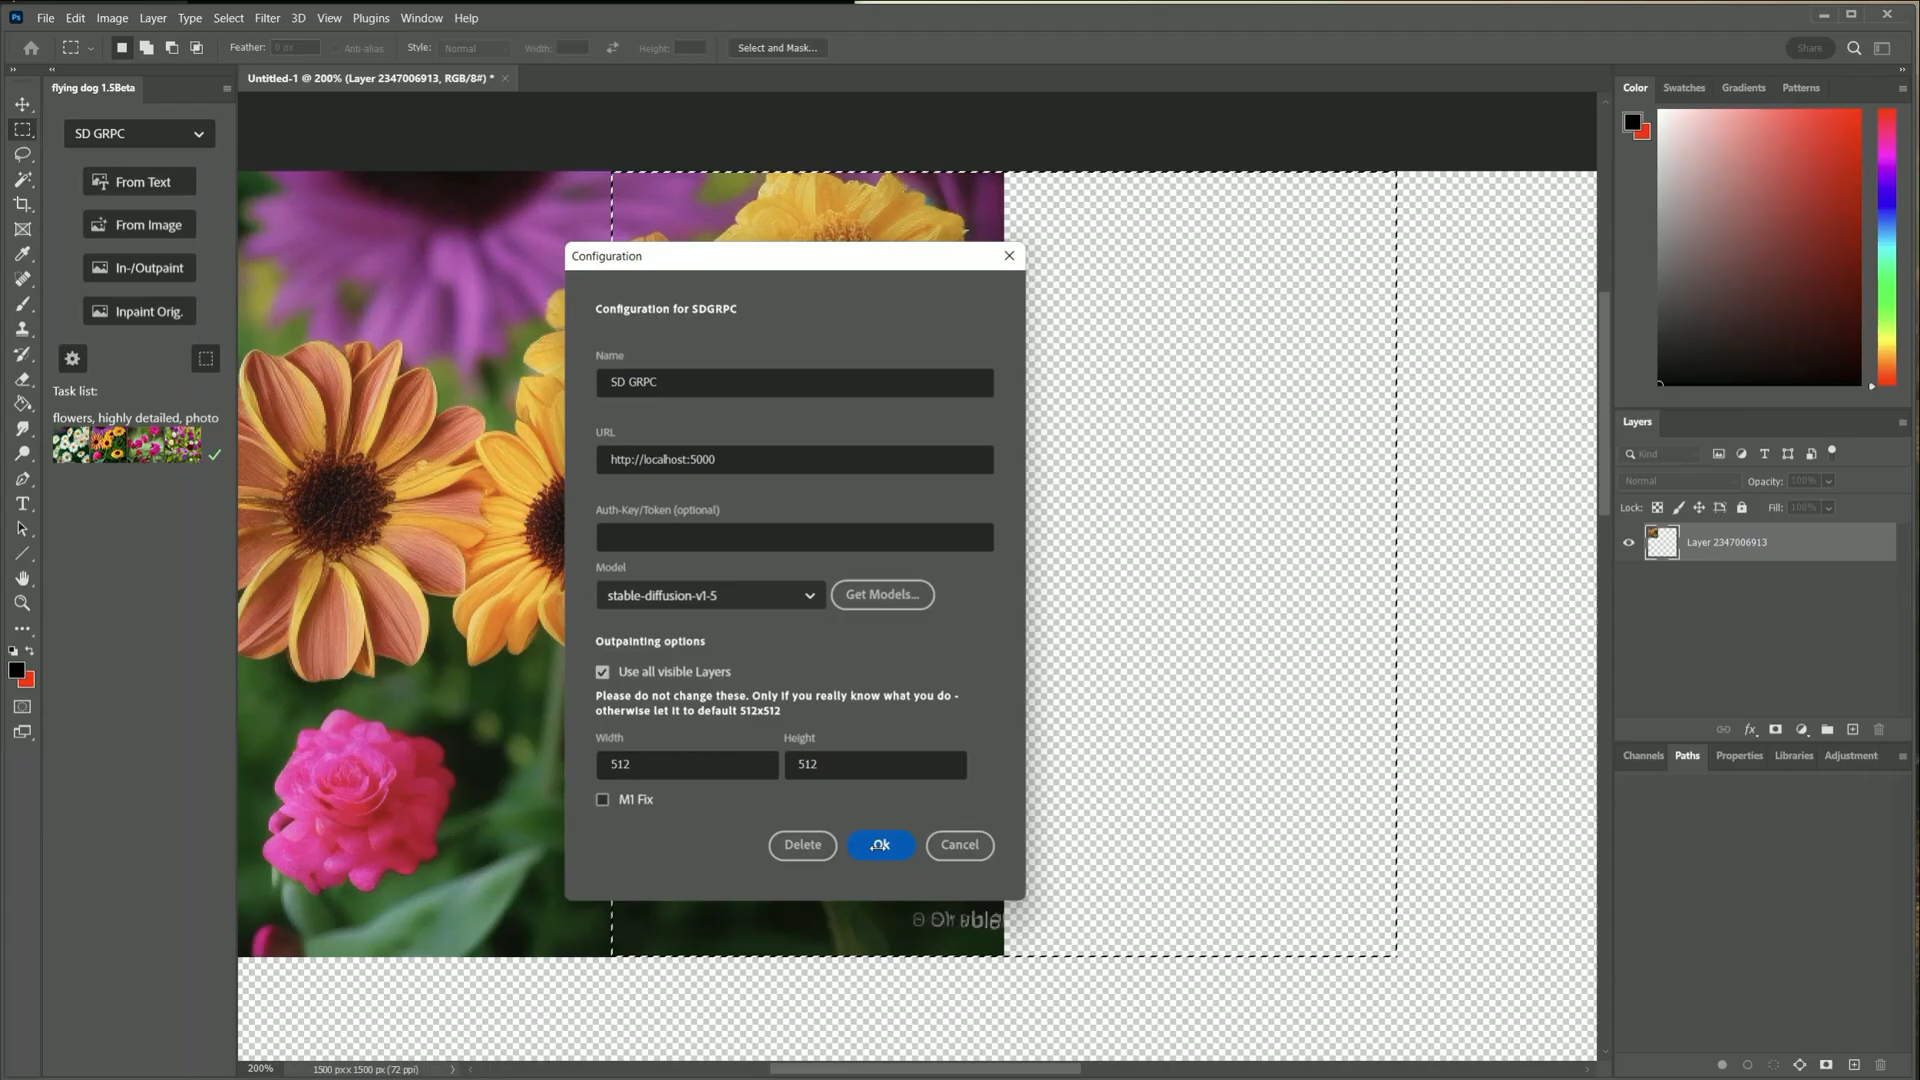 Ps File Edit Image Layer Type Select Filter 3D View Plugins Window Help
Feather: 0 px Anti-alias Style: Normal Width: Height: Select and Mask... Share
flying dog 1.5Beta
Untitled-1 @ 200% (Layer 2347006913, RGB/8#) *
SD GRPC
From Text
From Image
In-/Outpaint
Inpaint Orig.
Task list:
flowers, highly detailed, photo
Configuration
Configuration for SDGRPC
Name
SD GRPC
URL
http://localhost:5000
Auth-Key/Token (optional)
Model
stable-diffusion-v1-5 Get Models...
Outpainting options
Use all visible Layers
Please do not change these. Only if you really know what you do -
otherwise let it to default 512x512
Width Height
512 512
M1 Fix
Delete Ok Cancel
Color Swatches Gradients Patterns
Layers
Kind
Normal Opacity: 100%
Lock: Fill: 100%
Layer 2347006913
fx
Channels Paths Properties Libraries Adjustment
200% 1500 px x 1500 px (72 ppi)